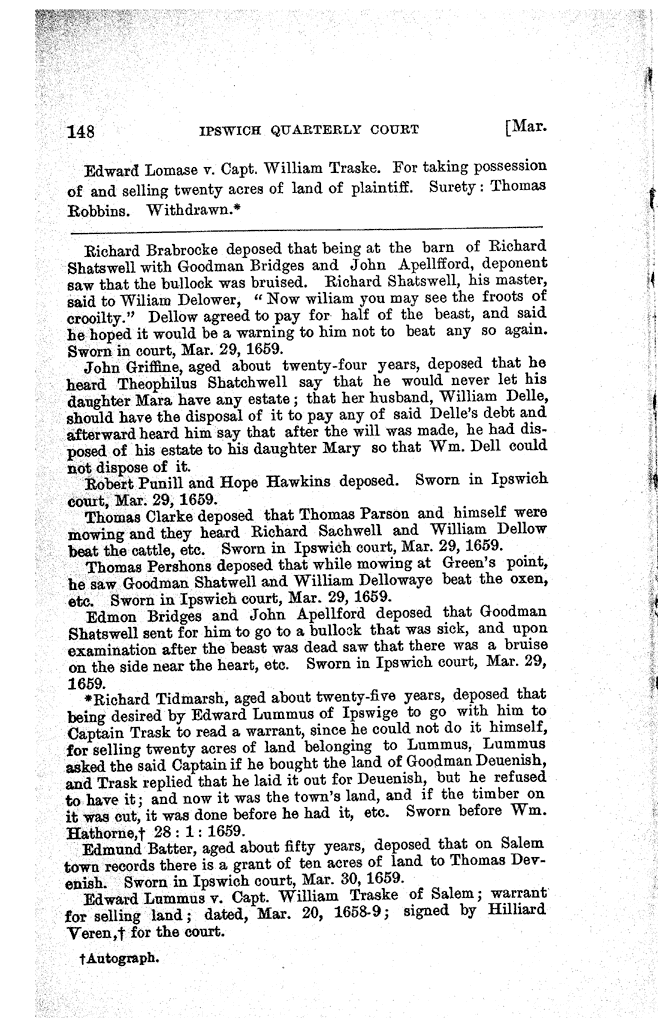 148 IPSWICH QUARTERLY COURT [Mar.
Edward Lomase v. Capt. William Traske. For taking possession
of and selling twenty acres of land of plaintiff. Surety: Thomas
Robbins. Withdrawn.*
Richard Brabrocke deposed that being at the barn of Richard
Shatswell with Goodman Bridges and John Apellfford, deponent
saw that the bullock was bruised. Richard Shatswell, his master,
said to Wiliam Delower, "Now wiliam you may see the froots of
crooilty." Dellow agreed to pay for half of the beast, and said
he hoped it would be a warning to him not to beat any so again.
Sworn in court, Mar. 29, 1659.
John Griffine, aged about twenty-four years, deposed that he
heard Theophilus Shatchwell say that he would never let his
daughter Mara have any estate; that her husband, William Delle,
should have the disposal of it to pay any of said Delle's debt and
afterward heard him say that after the will was made, he had dis-
posed of his estate to his daughter Mary so that Wm. Dell could
not dispose of it.
Robert Punill and Hope Hawkins deposed. Sworn in Ipswich
court, Mar. 29, 1659.
Thomas Clarke deposed that Thomas Parson and himself were
mowing and they heard Richard Sachwell and William Dellow
beat the cattle, etc. Sworn in Ipswich court, Mar. 29, 1659.
Thomas Pershons deposed that while mowing at Green's point,
he saw Goodman Shatwell and William Dellowaye beat the oxen,
etc. Sworn in Ipswich court, Mar. 29, 1659.
Edmon Bridges and John Apellford deposed that Goodman
Shatswell sent for him to go to a bullock that was sick, and upon
examination after the beast was dead saw that there was a bruise
on the side near the heart, etc. Sworn in Ipswich court, Mar. 29,
1659.
*Richard Tidmarsh, aged about twenty-five years, deposed that
being desired by Edward Lummus of Ipswige to go with him to
Captain Trask to read a warrant, since he could not do it himself,
for selling twenty acres of land belonging to Lummus, Lummus
asked the said Captain if he bought the land of Goodman Deuenish,
and Trask replied that he laid it out for Deuenish, but he refused
to have it; and now it was the town's land, and if the timber on
it was cut, it was done before he had it, etc. Sworn before Wm.
Hathorne,† 28 : 1 : 1659.
Edmund Batter, aged about fifty years, deposed that on Salem
town records there is a grant of ten acres of land to Thomas Dev-
enish. Sworn in Ipswich court, Mar. 30, 1659.
Edward Lummus v. Capt. William Traske of Salem; warrant
for selling land; dated, Mar. 20, 1658-9; signed by Hilliard
Veren,† for the court.
†Autograph.